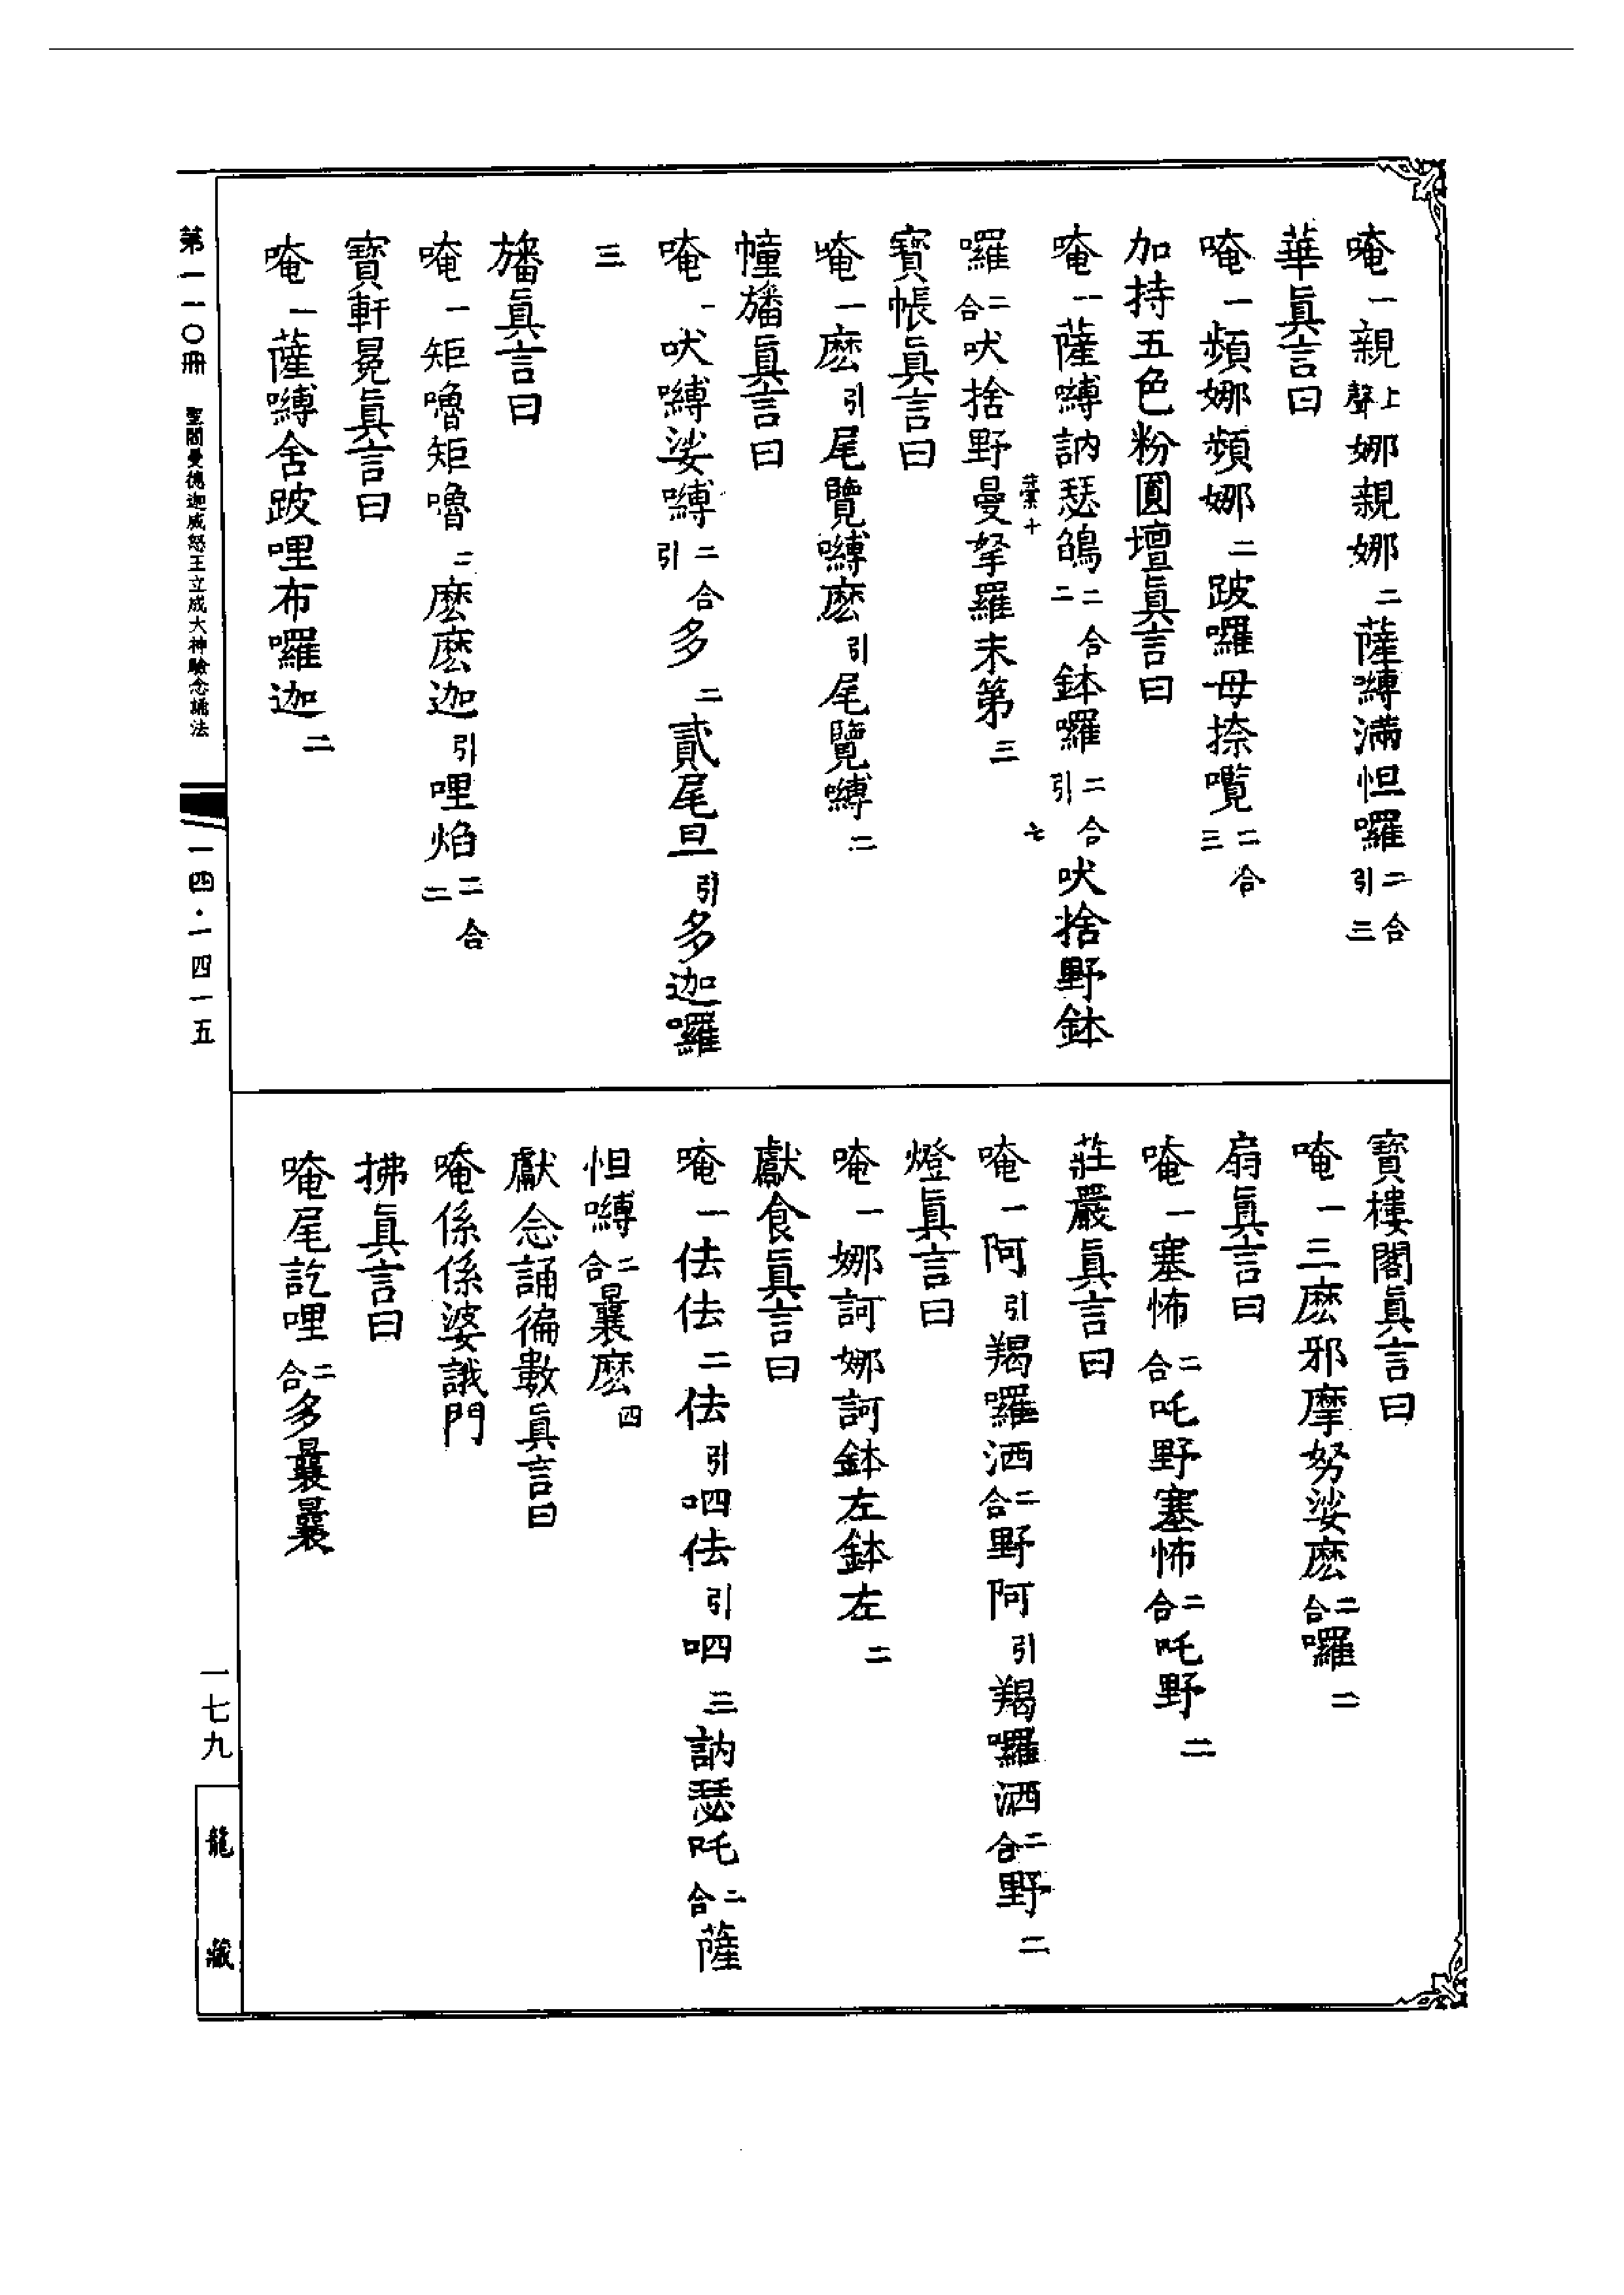 唵一親上聲娜親娜二薩嚩滿怛囉二合引三
華眞言曰
唵一頻娜頻娜二跛囉母捺囕二合三
加持五色粉圓壇眞言曰
唵一薩嚩訥瑟鴿二合二鉢囉二合引吠捨野鉢
囉二合吠捨野曼拏羅末第三
寶帳眞言曰
唵一麽引尾覽嚩麽引尾覽嚩二
幢旛眞言曰
唵一吠嚩娑嚩二合引多二貳尾旦引多迦囉
三
旛眞言曰
唵一矩嚕矩嚕二麽麽迦引哩焰二合二
寶軒冕眞言曰
唵一薩嚩舍跛哩布囉迦二
寶樓閣眞言曰
唵一三麽邪摩努娑麽二合囉二
扇眞言曰
唵一塞怖二合吒野塞怖二合吒野二
莊嚴眞言曰
唵一阿引羯囉洒二合野阿引羯囉洒二合野二
燈眞言曰
唵一娜訶娜訶鉢左鉢左二
獻食眞言曰
唵一佉佉二佉引呬佉引呬三訥瑟吒二合薩
怛嚩二合曩麽四
獻念誦徧數眞言曰
唵係係婆誐門
拂眞言曰
唵尾訖哩二合多曩曩
第一一〇冊 聖閻曼德迦威怒王立成大神驗念誦法
一四·一四一五
一七九
龍藏